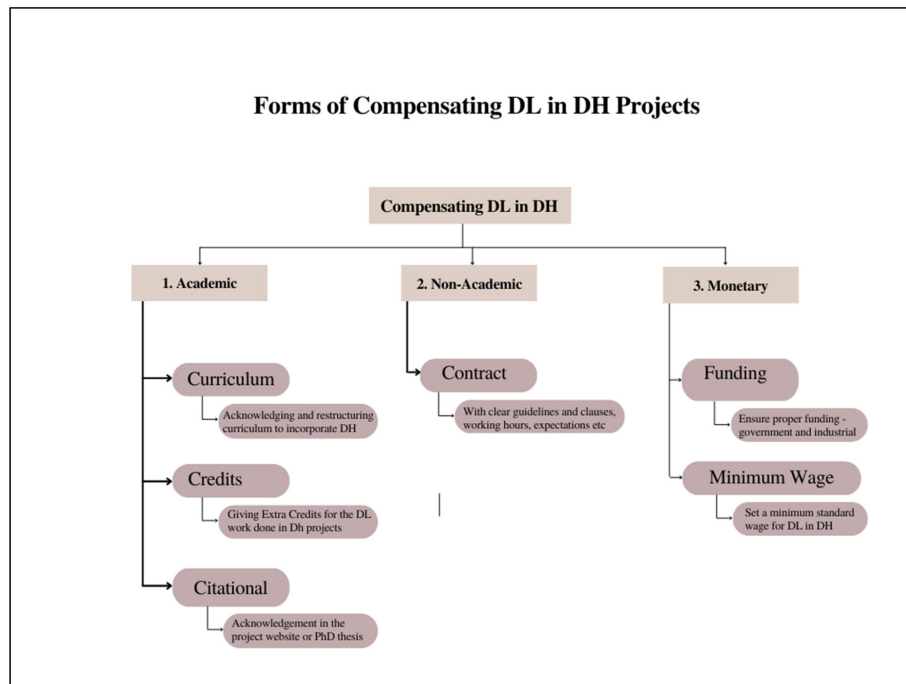 Forms of Compensating DL in DH Projects
Compensating DL in DH
1. Academic
2. Non-Academic
3. Monetary
Curriculum
Acknowledging and restructuring
curriculum to incorporate DH
Credits
Giving Extra Credits for the DL
work done in Dh projects
Citational
Acknowledgement in the
project website or PhD thesis
Contract
With clear guidelines and clauses,
working hours, expectations etc
Funding
Ensure proper funding -
government and industrial
Minimum Wage
Set a minimum standard
wage for DL in DH